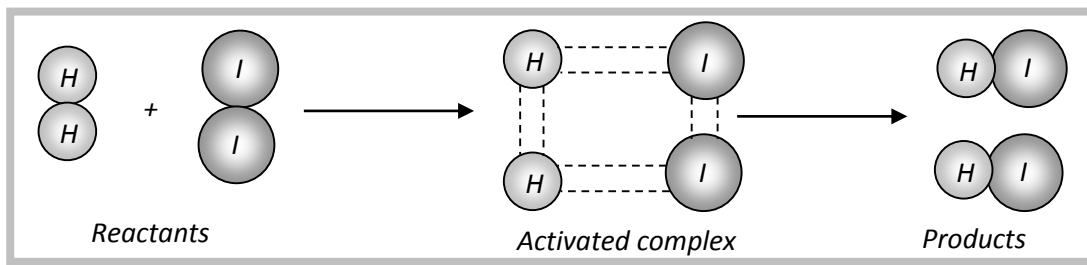 H
H
+
I
I
Reactants
H
I
H
I
Activated complex
H
I
H
I
Products